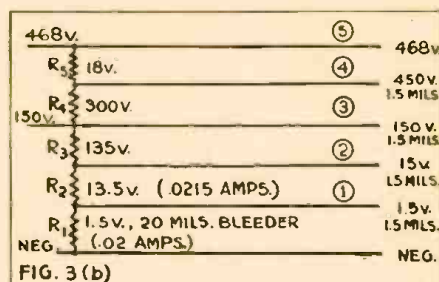 468v. ⑤ 468v
R5 18v. ④ 450v
1.5 MILS.
R4 300v. ③
150v. 150v
1.5 MILS.
R3 135v. ② 15v
1.5 MILS.
R2 13.5v. (.0215 AMPS.) ① 1.5v.
1.5 MILS.
R1 1.5v., 20 MILS. BLEEDER
NEG. (.02 AMPS.) NEG.
FIG. 3 (b)